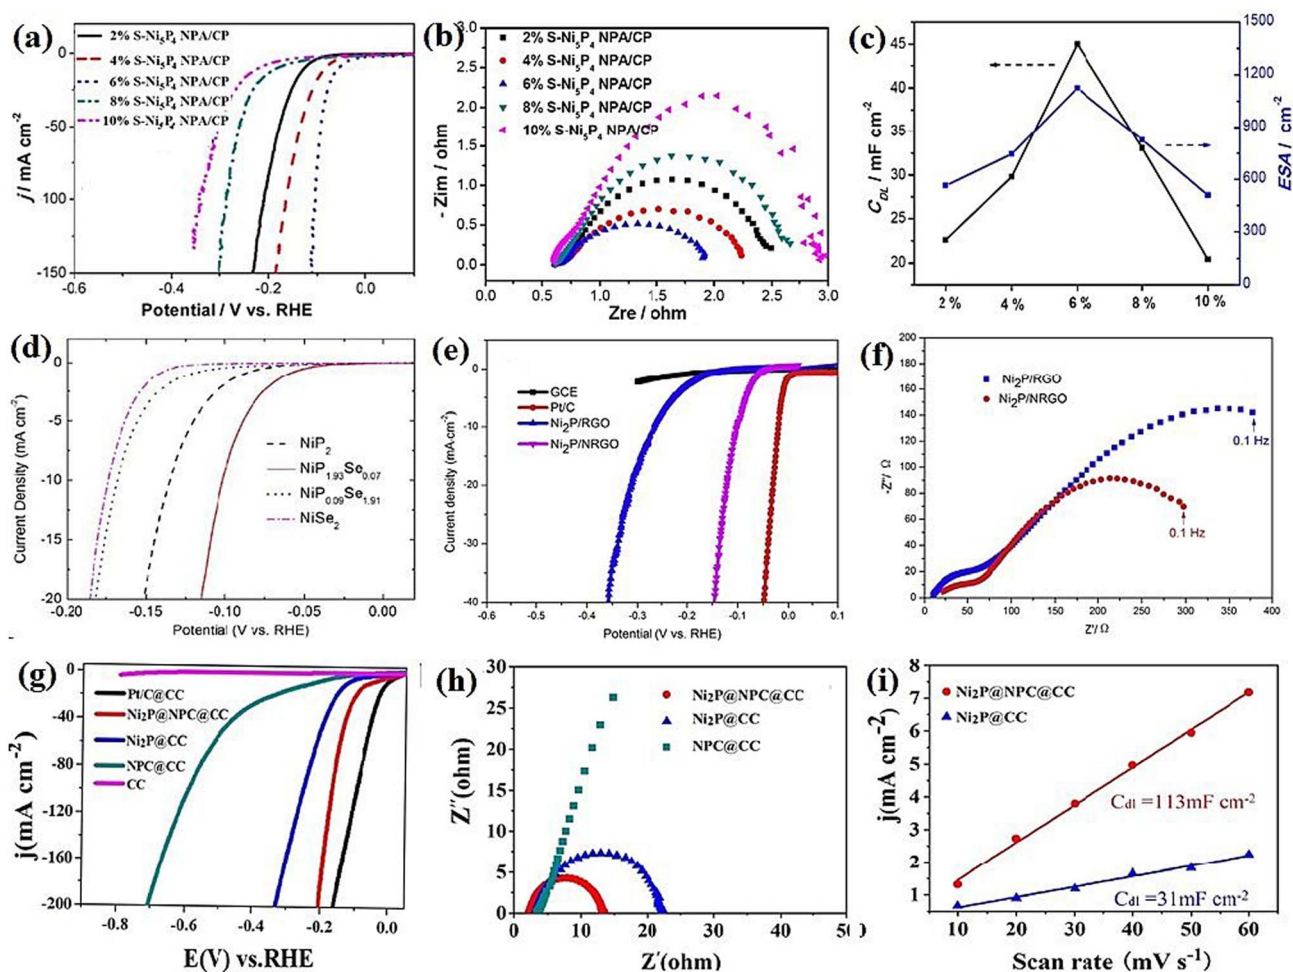 (a)
2% S-Ni5P4 NPA/CP
4% S-Ni5P4 NPA/CP
6% S-Ni5P4 NPA/CP
8% S-Ni5P4 NPA/CP
10% S-Ni5P4 NPA/CP
0
-50
-100
-150
j / mA cm-2
-0.6
-0.4
-0.2
0.0
Potential / V vs. RHE
(b)
2% S-Ni5P4 NPA/CP
4% S-Ni5P4 NPA/CP
6% S-Ni5P4 NPA/CP
8% S-Ni5P4 NPA/CP
10% S-Ni5P4 NPA/CP
3.0
2.5
2.0
1.5
1.0
0.5
0.0
- Zim / ohm
0.0
0.5
1.0
1.5
2.0
2.5
3.0
Zre / ohm
(c)
45
40
35
30
25
20
CDL / mF cm-2
1500
1200
900
600
300
0
ESA / cm-2
2 %
4 %
6 %
8 %
10 %
(d)
0
-5
-10
-15
-20
Current Density (mA cm-2)
NiP2
NiP1.93Se0.07
NiP0.09Se1.91
NiSe2
-0.20
-0.15
-0.10
-0.05
0.00
Potential (V vs. RHE)
(e)
GCE
Pt/C
Ni2P/RGO
Ni2P/NRGO
0
-10
-20
-30
-40
Current density (mA·cm-2)
-0.6
-0.5
-0.4
-0.3
-0.2
-0.1
0.0
0.1
Potential (V vs. RHE)
(f)
Ni2P/RGO
Ni2P/NRGO
0.1 Hz
0.1 Hz
200
180
160
140
120
100
80
60
40
20
0
-Z''/ Ω
0
50
100
150
200
250
300
350
400
Z'/ Ω
(g)
Pt/C@CC
Ni2P@NPC@CC
Ni2P@CC
NPC@CC
CC
0
-40
-80
-120
-160
-200
j(mA cm-2)
-0.8
-0.6
-0.4
-0.2
0.0
E(V) vs.RHE
(h)
Ni2P@NPC@CC
Ni2P@CC
NPC@CC
30
25
20
15
10
5
0
Z''(ohm)
0
10
20
30
40
50
Z'(ohm)
(i)
Ni2P@NPC@CC
Ni2P@CC
Cdl =113mF cm-2
Cdl =31mF cm-2
8
7
6
5
4
3
2
1
0
j(mA cm-2)
10
20
30
40
50
60
Scan rate (mV s-1)